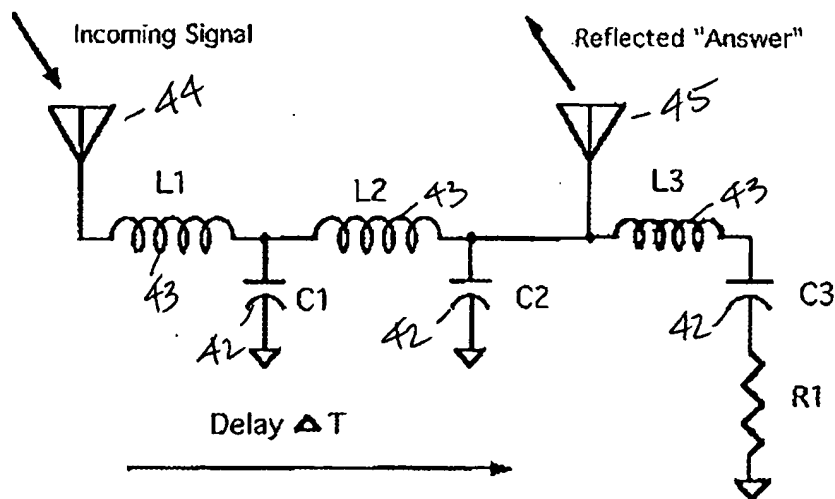 Incoming Signal
Reflected "Answer"
44
45
L1
L2
43
L3
43
43
C1
C2
C3
42
42
42
R1
Delay Δ T